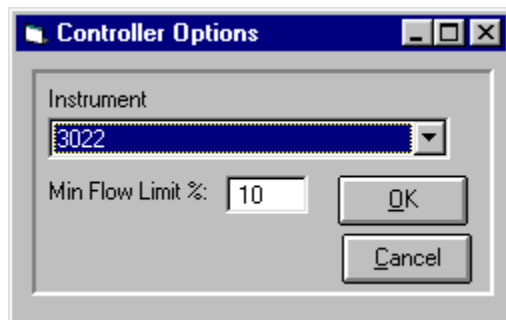 Controller Options
Instrument
3022
Min Flow Limit %: 10
OK
Cancel